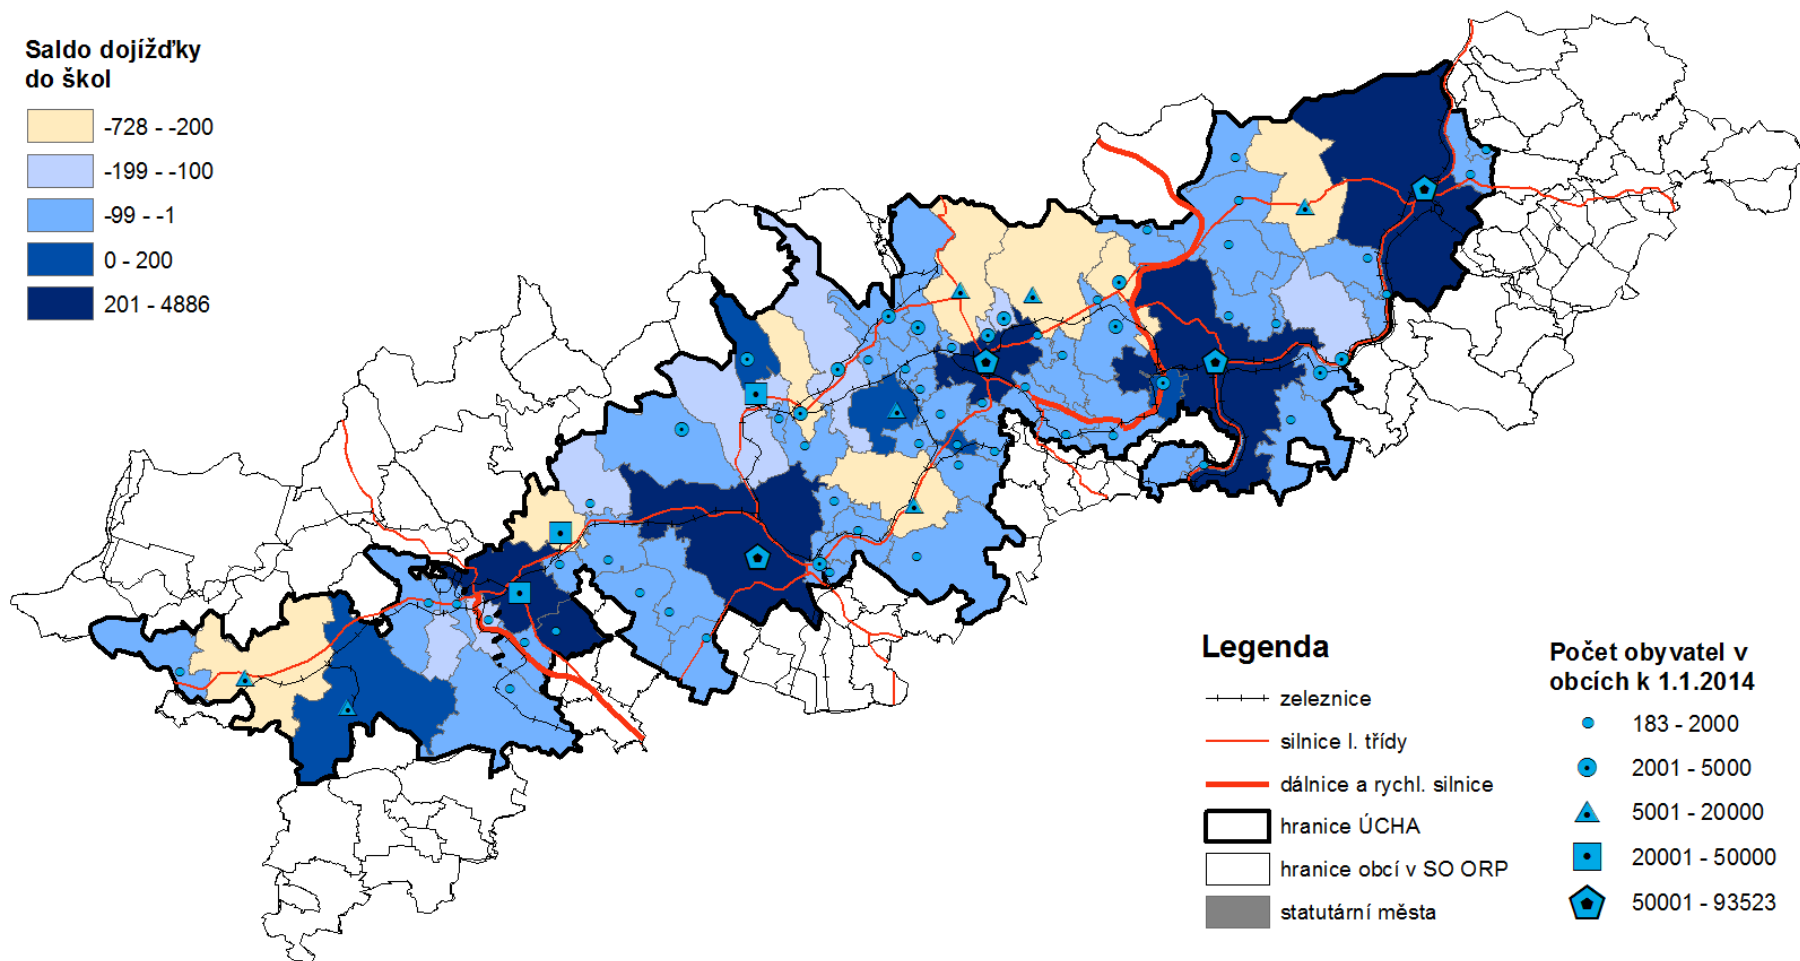 Saldo dojížďky
do škol
-728 - -200
-199 - -100
-99 - -1
0 - 200
201 - 4886
Legenda
zeleznice
silnice I. třídy
dálnice a rychl. silnice
hranice ÚCHA
hranice obcí v SO ORP
statutární města
Počet obyvatel v
obcích k 1.1.2014
183 - 2000
2001 - 5000
5001 - 20000
20001 - 50000
50001 - 93523